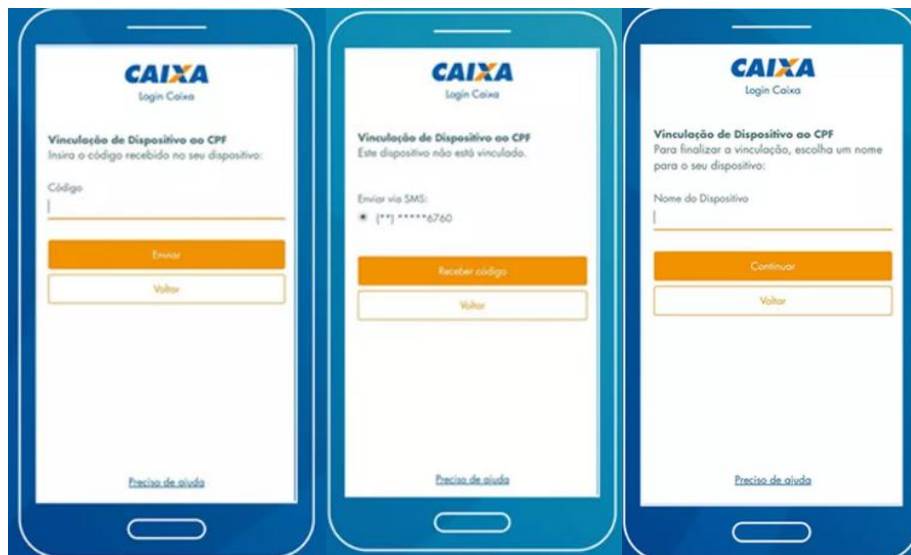 CAIXA
Login Caixa
Vinculação de Dispositivo ao CPF
Insira o código recebido no seu dispositivo:
Código
Enviar
Voltar
Preciso de ajuda
CAIXA
Login Caixa
Vinculação de Dispositivo ao CPF
Este dispositivo não está vinculado.
Enviar via SMS:
(**) *****6760
Receber código
Voltar
Preciso de ajuda
CAIXA
Login Caixa
Vinculação de Dispositivo ao CPF
Para finalizar a vinculação, escolha um nome
para o seu dispositivo:
Nome do Dispositivo
Continuar
Voltar
Preciso de ajuda